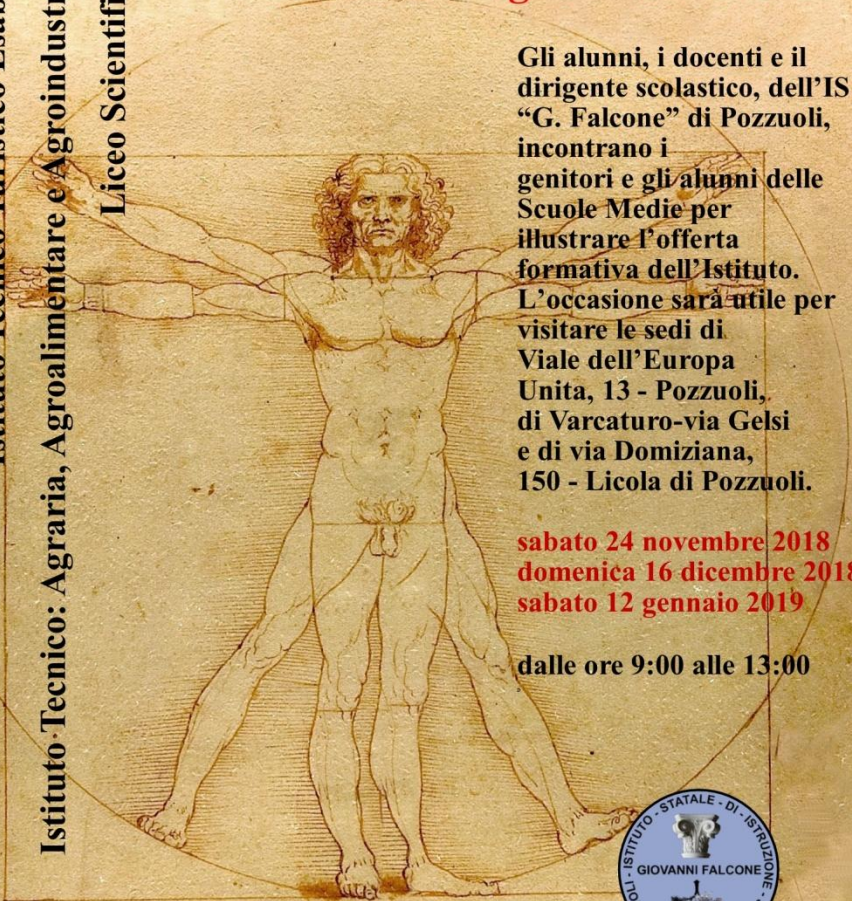 Istituto Tecnico: Agraria, Agroalimentare e Agroindustr
Liceo Scientifi
Gli alunni, i docenti e il
dirigente scolastico, dell’IS
“G. Falcone” di Pozzuoli,
incontrano i
genitori e gli alunni delle
Scuole Medie per
illustrare l’offerta
formativa dell’Istituto.
L’occasione sarà utile per
visitare le sedi di
Viale dell’Europa
Unita, 13 - Pozzuoli,
di Varcaturo-via Gelsi
e di via Domiziana,
150 - Licola di Pozzuoli.
sabato 24 novembre 2018
domenica 16 dicembre 2018
sabato 12 gennaio 2019
dalle ore 9:00 alle 13:00
OLI - ISTITUTO - STATALE - DI - ISTRUZIONE -
GIOVANNI FALCONE